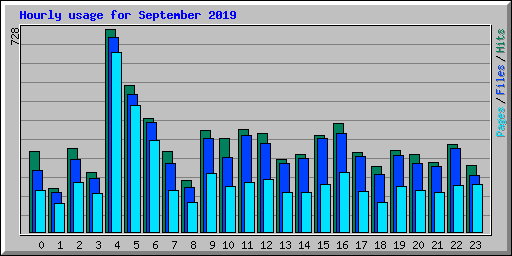 Hourly usage for September 2019
728
Pages / Files / Hits
0 1 2 3 4 5 6 7 8 9 10 11 12 13 14 15 16 17 18 19 20 21 22 23